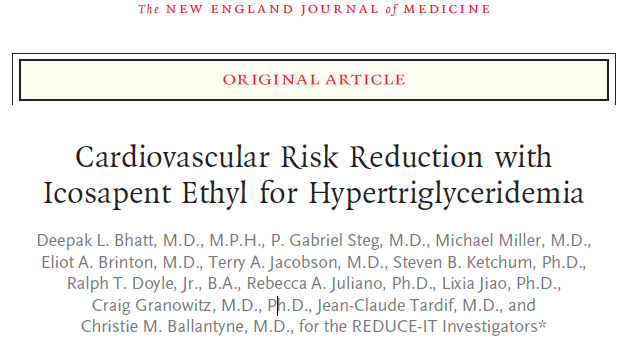 The NEW ENGLAND JOURNAL of MEDICINE
ORIGINAL ARTICLE
Cardiovascular Risk Reduction with
Icosapent Ethyl for Hypertriglyceridemia
Deepak L. Bhatt, M.D., M.P.H., P. Gabriel Steg, M.D., Michael Miller, M.D.,
Eliot A. Brinton, M.D., Terry A. Jacobson, M.D., Steven B. Ketchum, Ph.D.,
Ralph T. Doyle, Jr., B.A., Rebecca A. Juliano, Ph.D., Lixia Jiao, Ph.D.,
Craig Granowitz, M.D., Ph.D., Jean-Claude Tardif, M.D., and
Christie M. Ballantyne, M.D., for the REDUCE-IT Investigators*